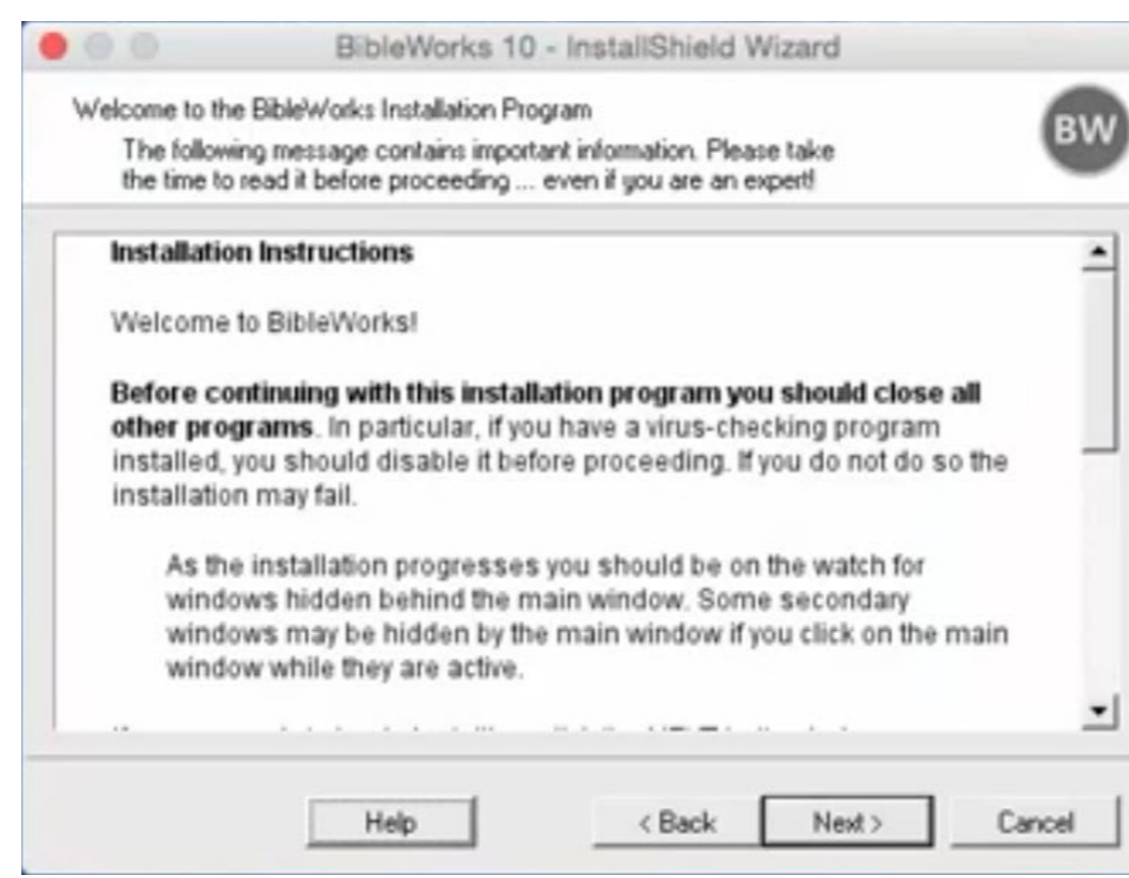 BibleWorks 10 - InstallShield Wizard
Welcome to the BibleWorks Installation Program
The following message contains important information. Please take
the time to read it before proceeding ... even if you are an expert!
BW
Installation Instructions
Welcome to BibleWorks!
Before continuing with this installation program you should close all
other programs. In particular, if you have a virus-checking program
installed, you should disable it before proceeding. If you do not do so the
installation may fail.
As the installation progresses you should be on the watch for
windows hidden behind the main window. Some secondary
windows may be hidden by the main window if you click on the main
window while they are active.
Help
< Back
Next >
Cancel